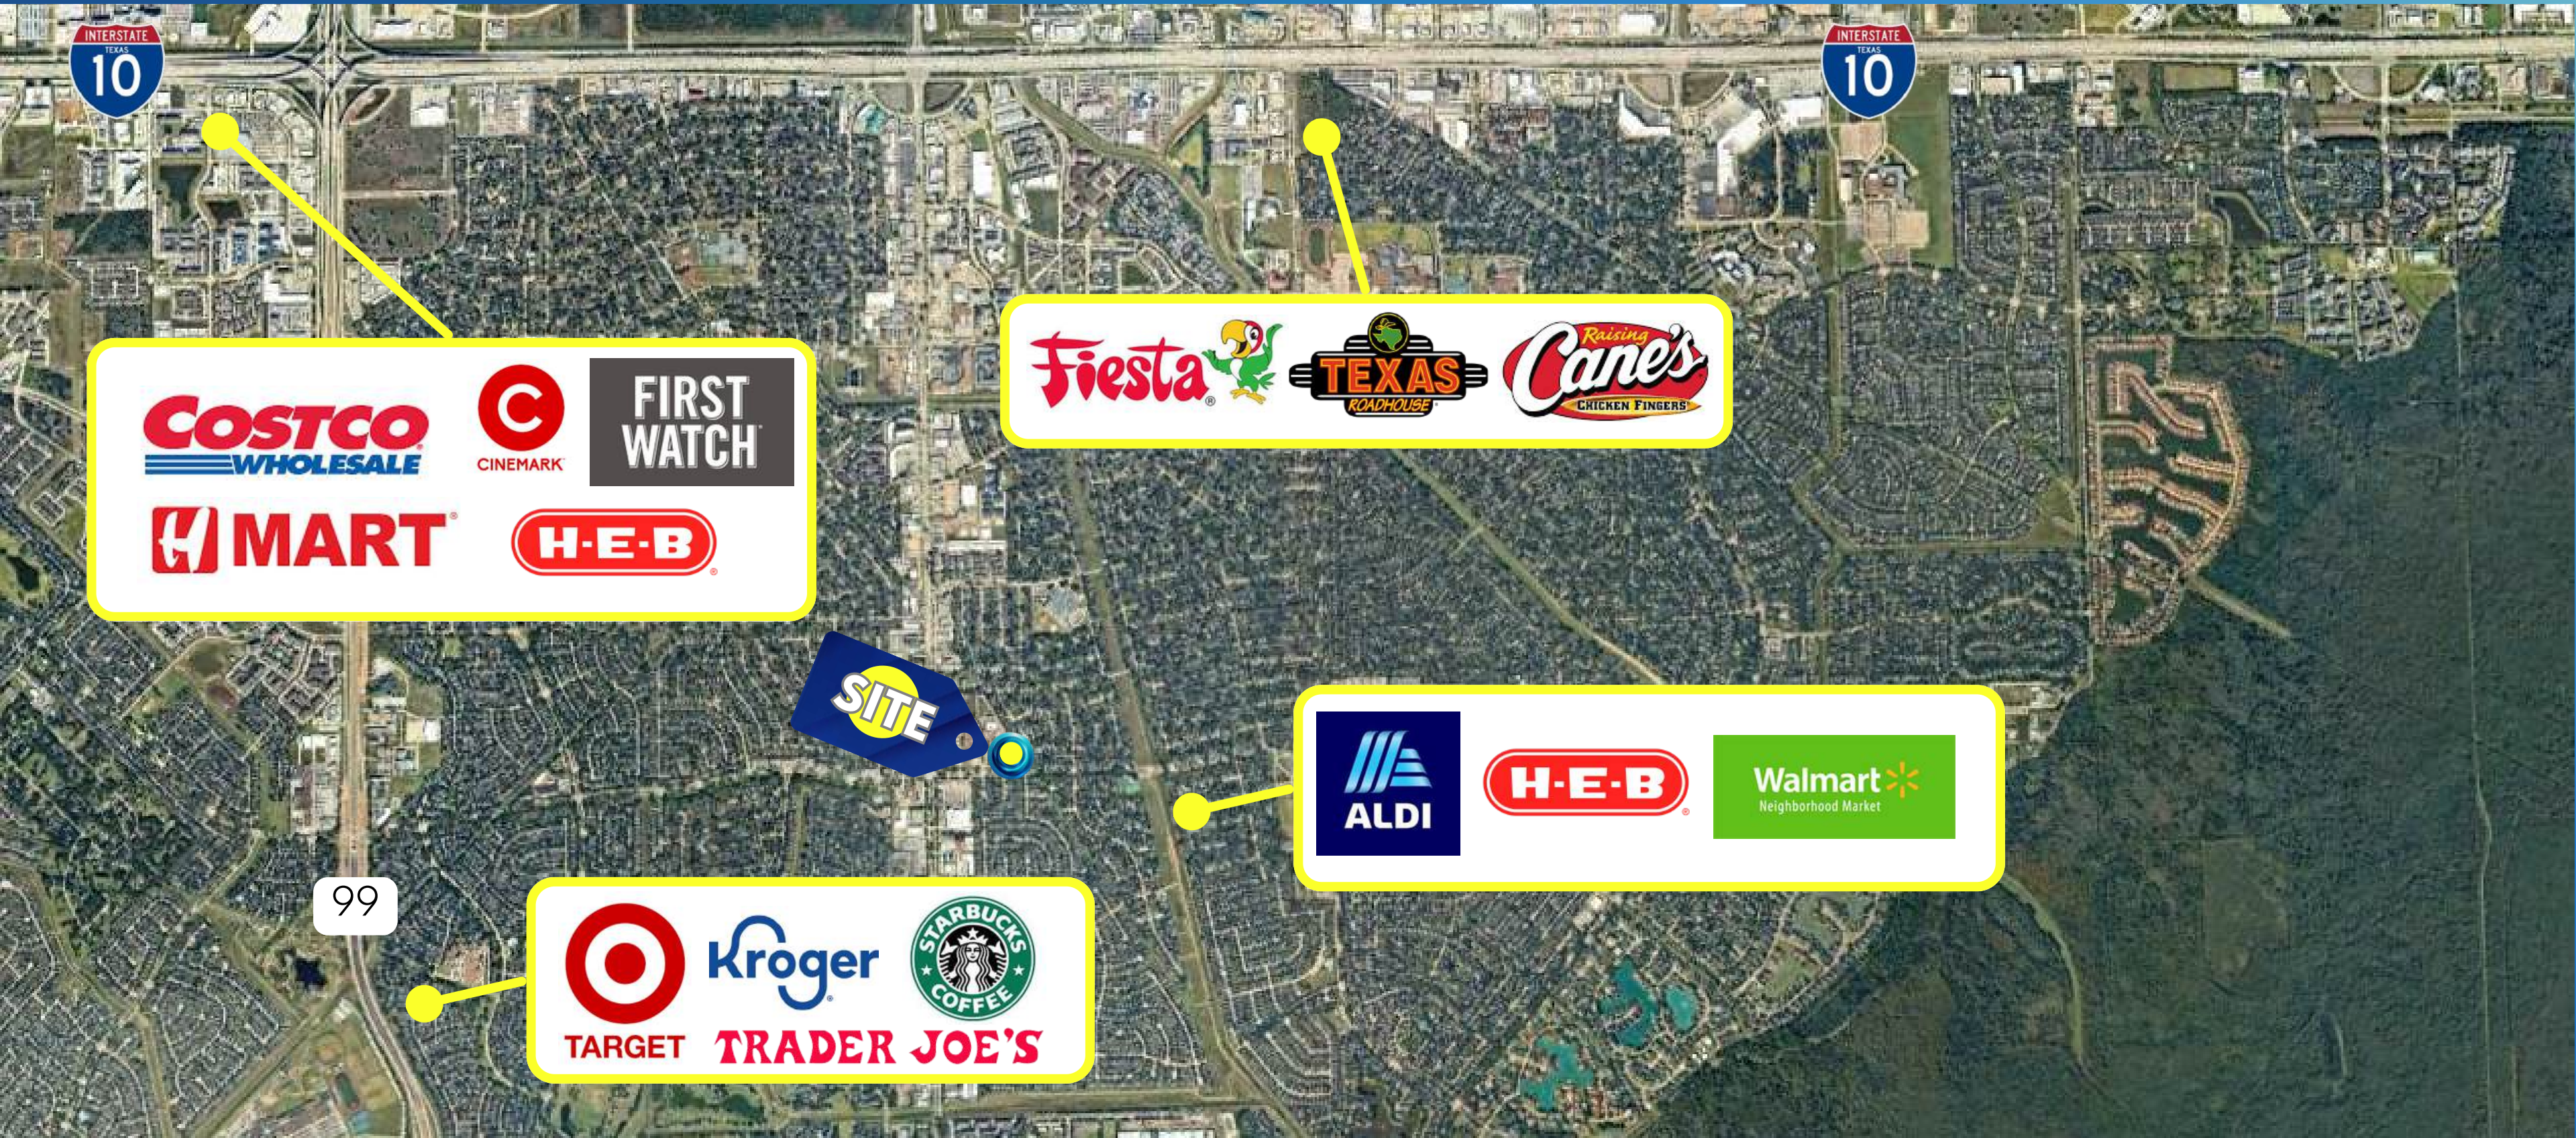 INTERSTATE
TEXAS
10
INTERSTATE
TEXAS
10
COSTCO
WHOLESALE
C
CINEMARK
FIRST
WATCH
H MART®
H-E-B®
Fiesta®
TEXAS
ROADHOUSE
Raising
Cane's
CHICKEN FINGERS
SITE
ALDI
H-E-B®
Walmart
Neighborhood Market
99
TARGET
Kroger
STARBUCKS
COFFEE
TRADER JOE'S